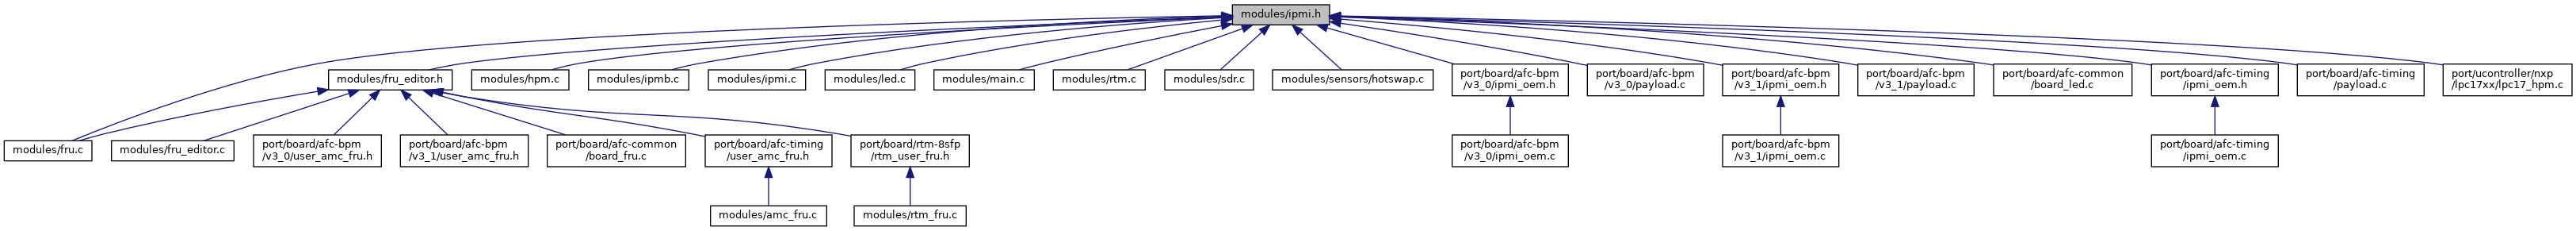 modules/ipmi.h
modules/fru_editor.h
modules/hpm.c
modules/ipmb.c
modules/ipmi.c
modules/led.c
modules/main.c
modules/rtm.c
modules/sdr.c
modules/sensors/hotswap.c
port/board/afc-bpm
/v3_0/ipmi_oem.h
port/board/afc-bpm
/v3_0/payload.c
port/board/afc-bpm
/v3_1/ipmi_oem.h
port/board/afc-bpm
/v3_1/payload.c
port/board/afc-common
/board_led.c
port/board/afc-timing
/ipmi_oem.h
port/board/afc-timing
/payload.c
port/ucontroller/nxp
/lpc17xx/lpc17_hpm.c
modules/fru.c
modules/fru_editor.c
port/board/afc-bpm
/v3_0/user_amc_fru.h
port/board/afc-bpm
/v3_1/user_amc_fru.h
port/board/afc-common
/board_fru.c
port/board/afc-timing
/user_amc_fru.h
port/board/rtm-8sfp
/rtm_user_fru.h
port/board/afc-bpm
/v3_0/ipmi_oem.c
port/board/afc-bpm
/v3_1/ipmi_oem.c
port/board/afc-timing
/ipmi_oem.c
modules/amc_fru.c
modules/rtm_fru.c